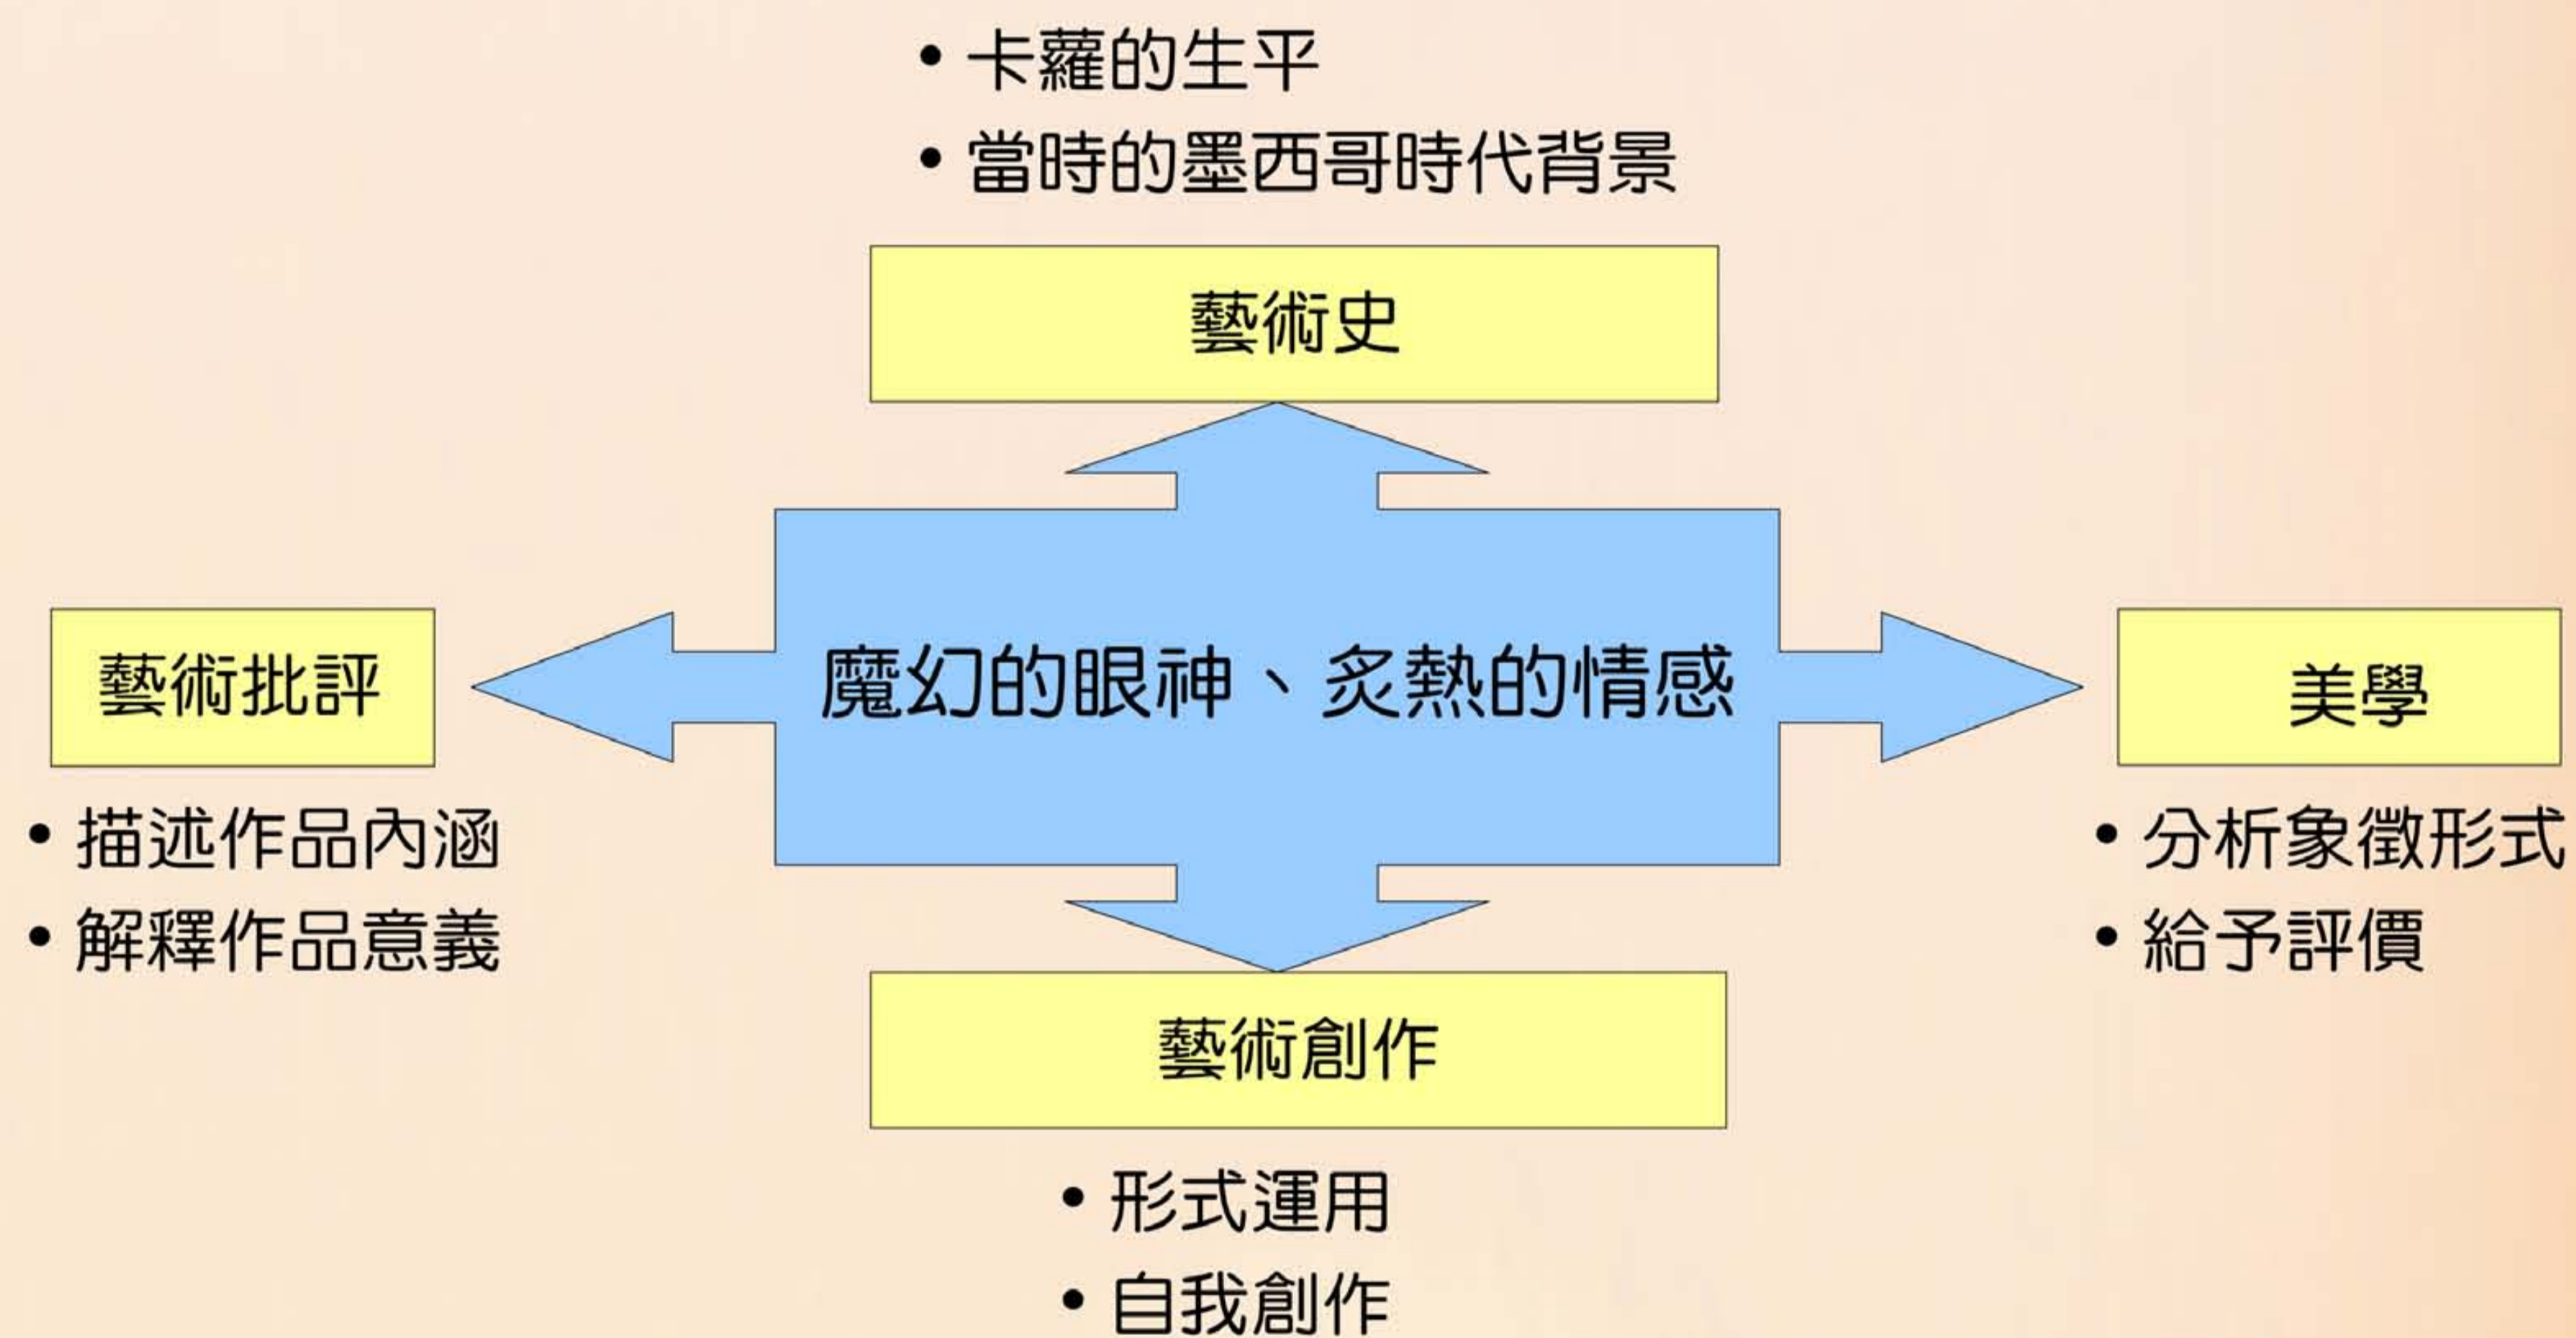 • 卡蘿的生平
• 當時的墨西哥時代背景
藝術史
魔幻的眼神、炙熱的情感
藝術批評
• 描述作品內涵
• 解釋作品意義
美學
• 分析象徵形式
• 給予評價
藝術創作
• 形式運用
• 自我創作